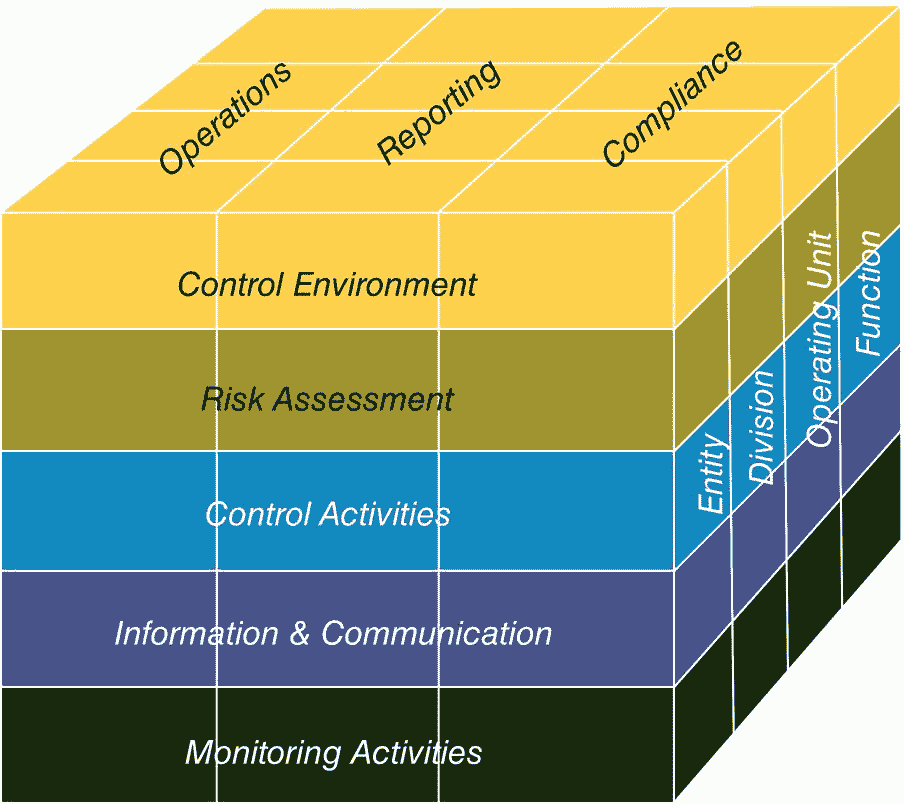 Operations
Reporting
Compliance
Control Environment
Risk Assessment
Control Activities
Information & Communication
Monitoring Activities
Entity
Division
Operating Unit
Function